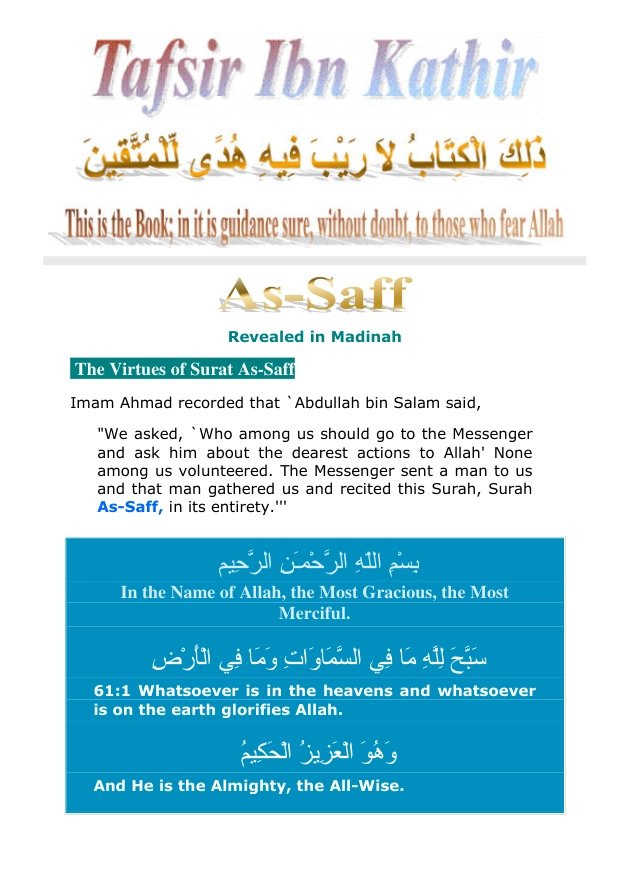 Tafsir Ibn Kathir
ذَلِكَ الْكِتَابُ لاَ رَيْبَ فِيهِ هُدًى لِّلْمُتَّقِينَ
This is the Book; in it is guidance sure, without doubt, to those who fear Allah
As-Saff
Revealed in Madinah
The Virtues of Surat As-Saff
Imam Ahmad recorded that `Abdullah bin Salam said,
"We asked, `Who among us should go to the Messenger
and ask him about the dearest actions to Allah' None
among us volunteered. The Messenger sent a man to us
and that man gathered us and recited this Surah, Surah
As-Saff, in its entirety.'''
بِسْمِ اللَّهِ الرَّحْمَـنِ الرَّحِيمِ
In the Name of Allah, the Most Gracious, the Most
Merciful.
سَبَّحَ لِلَّهِ مَا فِي السَّمَاوَاتِ وَمَا فِي الْأَرْضِ
61:1 Whatsoever is in the heavens and whatsoever
is on the earth glorifies Allah.
وَهُوَ الْعَزِيزُ الْحَكِيمُ
And He is the Almighty, the All-Wise.